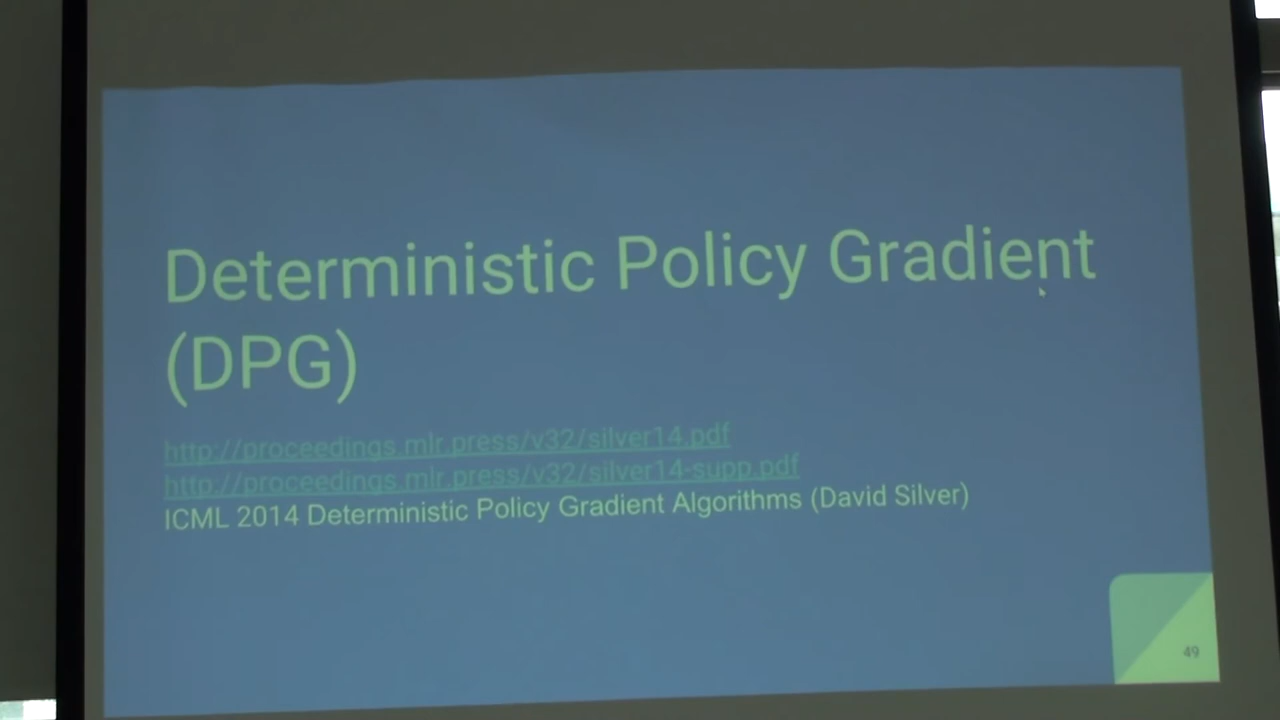 Deterministic Policy Gradient
(DPG)
http://proceedings.mlr.press/v32/silver14.pdf
http://proceedings.mlr.press/v32/silver14-supp.pdf
ICML 2014 Deterministic Policy Gradient Algorithms (David Silver)
49